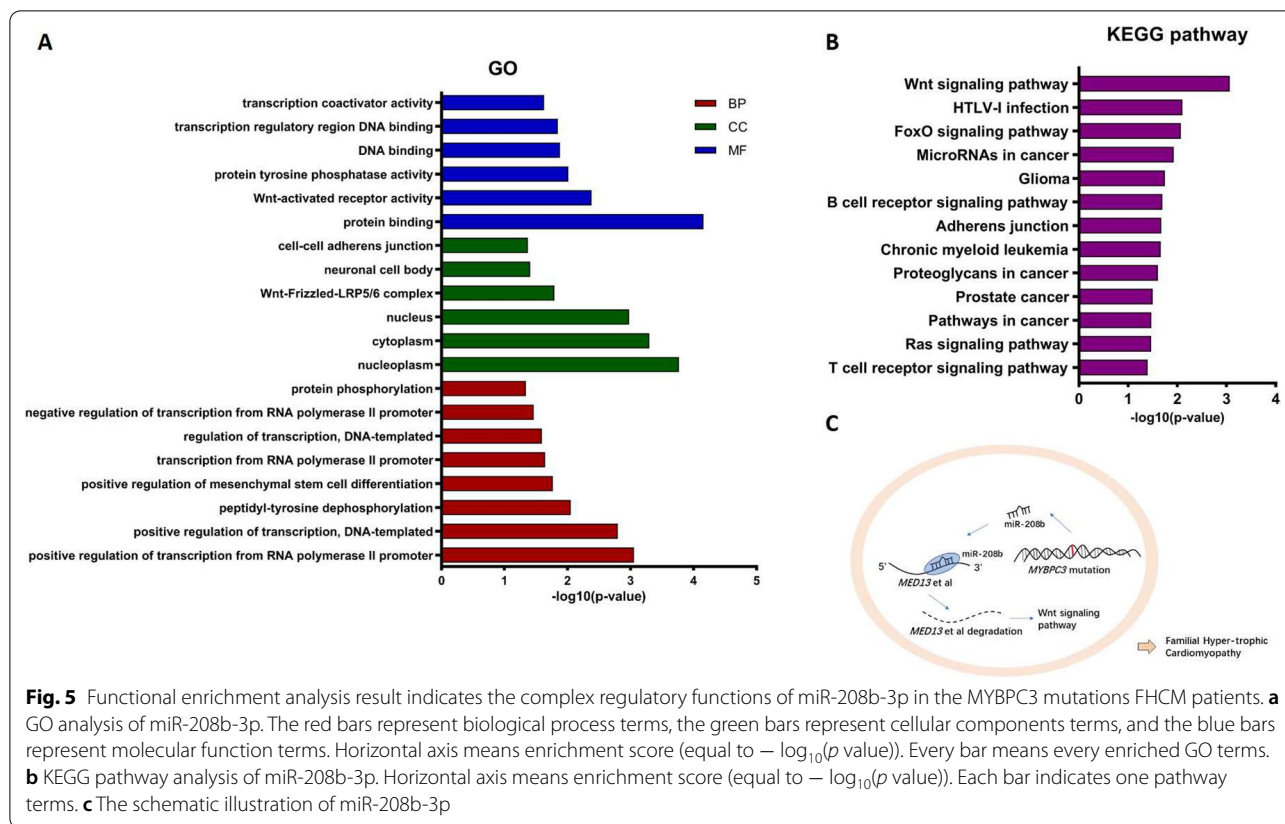 A
GO
transcription coactivator activity
transcription regulatory region DNA binding
DNA binding
protein tyrosine phosphatase activity
Wnt-activated receptor activity
protein binding
cell-cell adherens junction
neuronal cell body
Wnt-Frizzled-LRP5/6 complex
nucleus
cytoplasm
nucleoplasm
protein phosphorylation
negative regulation of transcription from RNA polymerase II promoter
regulation of transcription, DNA-templated
transcription from RNA polymerase II promoter
positive regulation of mesenchymal stem cell differentiation
peptidyl-tyrosine dephosphorylation
positive regulation of transcription, DNA-templated
positive regulation of transcription from RNA polymerase II promoter
BP
CC
MF
0 1 2 3 4 5
-log10(p-value)
B
KEGG pathway
Wnt signaling pathway
HTLV-I infection
FoxO signaling pathway
MicroRNAs in cancer
Glioma
B cell receptor signaling pathway
Adherens junction
Chronic myeloid leukemia
Proteoglycans in cancer
Prostate cancer
Pathways in cancer
Ras signaling pathway
T cell receptor signaling pathway
0 1 2 3 4
-log10(p-value)
C
miR-208b
miR-208b
5' 3'
MED13 et al
MYBPC3 mutation
MED13 et al degradation
Wnt signaling
pathway
Familial Hyper-trophic
Cardiomyopathy
Fig. 5 Functional enrichment analysis result indicates the complex regulatory functions of miR-208b-3p in the MYBPC3 mutations FHCM patients. a
GO analysis of miR-208b-3p. The red bars represent biological process terms, the green bars represent cellular components terms, and the blue bars
represent molecular function terms. Horizontal axis means enrichment score (equal to − log10(p value)). Every bar means every enriched GO terms.
b KEGG pathway analysis of miR-208b-3p. Horizontal axis means enrichment score (equal to − log10(p value)). Each bar indicates one pathway
terms. c The schematic illustration of miR-208b-3p